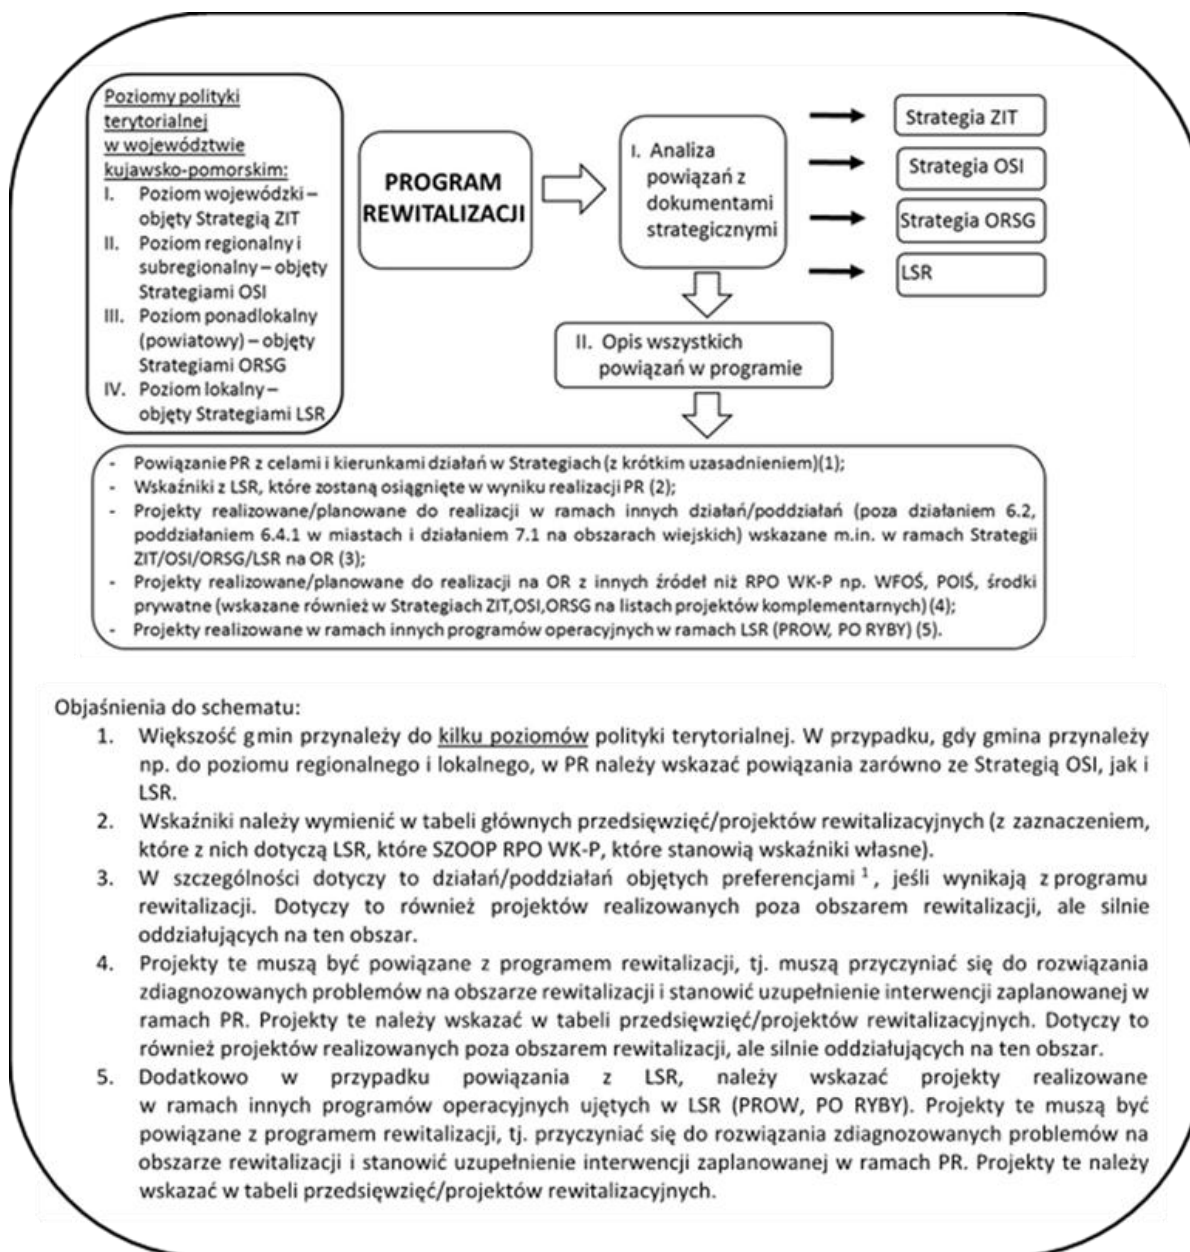 Poziomy polityki
terytorialnej
w województwie
kujawsko-pomorskim:
I. Poziom wojewódzki –
objęty Strategią ZIT
II. Poziom regionalny i
subregionalny – objęty
Strategiami OSI
III. Poziom ponadlokalny
(powiatowy) – objęty
Strategiami ORSG
IV. Poziom lokalny –
objęty Strategiami LSR
PROGRAM
REWITALIZACJI
I. Analiza
powiązań z
dokumentami
strategicznymi
Strategia ZIT
Strategia OSI
Strategia ORSG
LSR
II. Opis wszystkich
powiązań w programie
- Powiązanie PR z celami i kierunkami działań w Strategiach (z krótkim uzasadnieniem)(1);
- Wskaźniki z LSR, które zostaną osiągnięte w wyniku realizacji PR (2);
- Projekty realizowane/planowane do realizacji w ramach innych działań/poddziałań (poza działaniem 6.2,
poddziałaniem 6.4.1 w miastach i działaniem 7.1 na obszarach wiejskich) wskazane m.in. w ramach Strategii
ZIT/OSI/ORSG/LSR na OR (3);
- Projekty realizowane/planowane do realizacji na OR z innych źródeł niż RPO WK-P np. WFOŚ, POIŚ, środki
prywatne (wskazane również w Strategiach ZIT,OSI,ORSG na listach projektów komplementarnych) (4);
- Projekty realizowane w ramach innych programów operacyjnych w ramach LSR (PROW, PO RYBY) (5).
Objaśnienia do schematu:
1. Większość gmin przynależy do kilku poziomów polityki terytorialnej. W przypadku, gdy gmina przynależy
np. do poziomu regionalnego i lokalnego, w PR należy wskazać powiązania zarówno ze Strategią OSI, jak i
LSR.
2. Wskaźniki należy wymienić w tabeli głównych przedsięwzięć/projektów rewitalizacyjnych (z zaznaczeniem,
które z nich dotyczą LSR, które SZOOP RPO WK-P, które stanowią wskaźniki własne).
3. W szczególności dotyczy to działań/poddziałań objętych preferencjami ¹, jeśli wynikają z programu
rewitalizacji. Dotyczy to również projektów realizowanych poza obszarem rewitalizacji, ale silnie
oddziałujących na ten obszar.
4. Projekty te muszą być powiązane z programem rewitalizacji, tj. muszą przyczyniać się do rozwiązania
zdiagnozowanych problemów na obszarze rewitalizacji i stanowić uzupełnienie interwencji zaplanowanej w
ramach PR. Projekty te należy wskazać w tabeli przedsięwzięć/projektów rewitalizacyjnych. Dotyczy to
również projektów realizowanych poza obszarem rewitalizacji, ale silnie oddziałujących na ten obszar.
5. Dodatkowo w przypadku powiązania z LSR, należy wskazać projekty realizowane
w ramach innych programów operacyjnych ujętych w LSR (PROW, PO RYBY). Projekty te muszą być
powiązane z programem rewitalizacji, tj. przyczyniać się do rozwiązania zdiagnozowanych problemów na
obszarze rewitalizacji i stanowić uzupełnienie interwencji zaplanowanej w ramach PR. Projekty te należy
wskazać w tabeli przedsięwzięć/projektów rewitalizacyjnych.